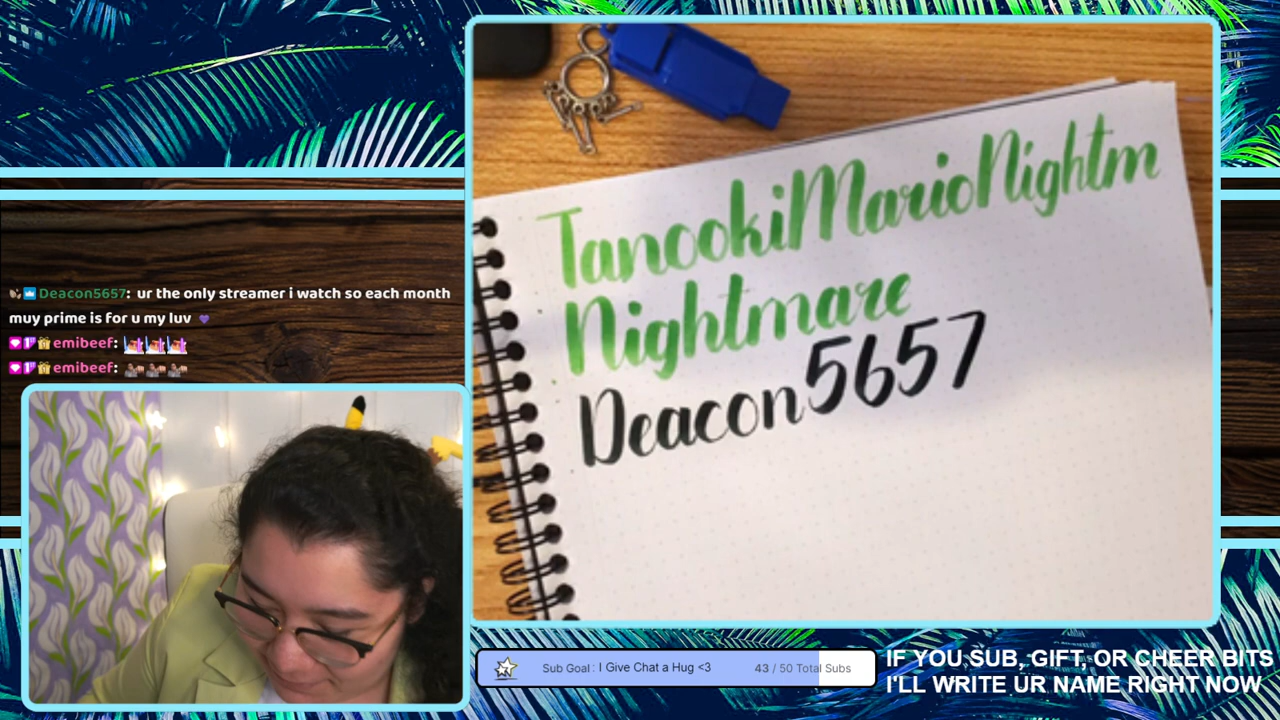 TanookiMarioNightm
Nightmare
Deacon5657
Deacon5657: ur the only streamer i watch so each month
muy prime is for u my luv
emibeef:
emibeef:
Sub Goal: I Give Chat a Hug <3 43 / 50 Total Subs
IF YOU SUB, GIFT, OR CHEER BITS
I'LL WRITE UR NAME RIGHT NOW